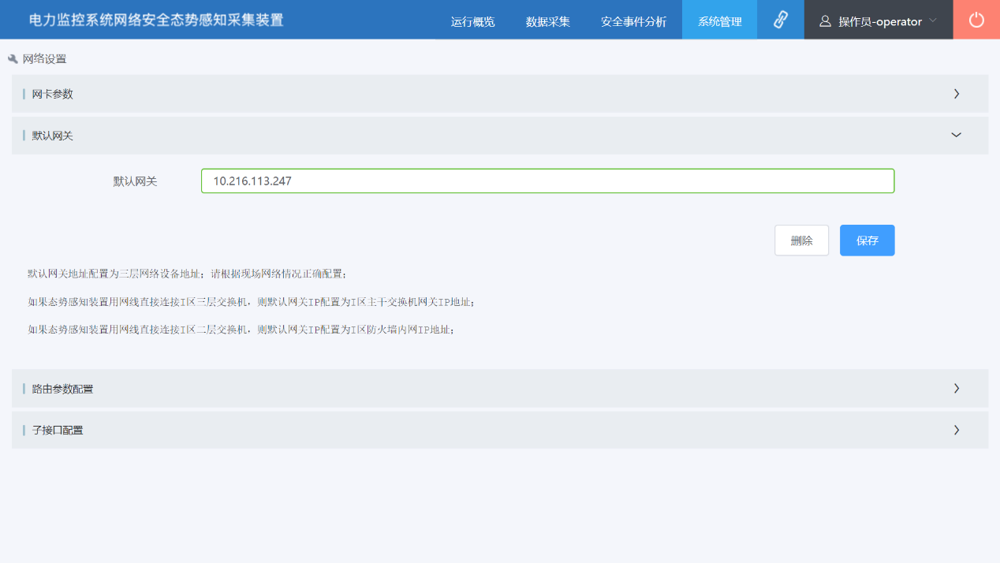 电力监控系统网络安全态势感知采集装置
运行概览
数据采集
安全事件分析
系统管理
操作员-operator
网络设置
网卡参数
默认网关
默认网关
10.216.113.247
删除
保存
默认网关地址配置为三层网络设备地址；请根据现场网络情况正确配置；
如果态势感知装置用网线直接连接I区三层交换机，则默认网关IP配置为I区主干交换机网关IP地址；
如果态势感知装置用网线直接连接I区二层交换机，则默认网关IP配置为I区防火墙内网IP地址；
路由参数配置
子接口配置